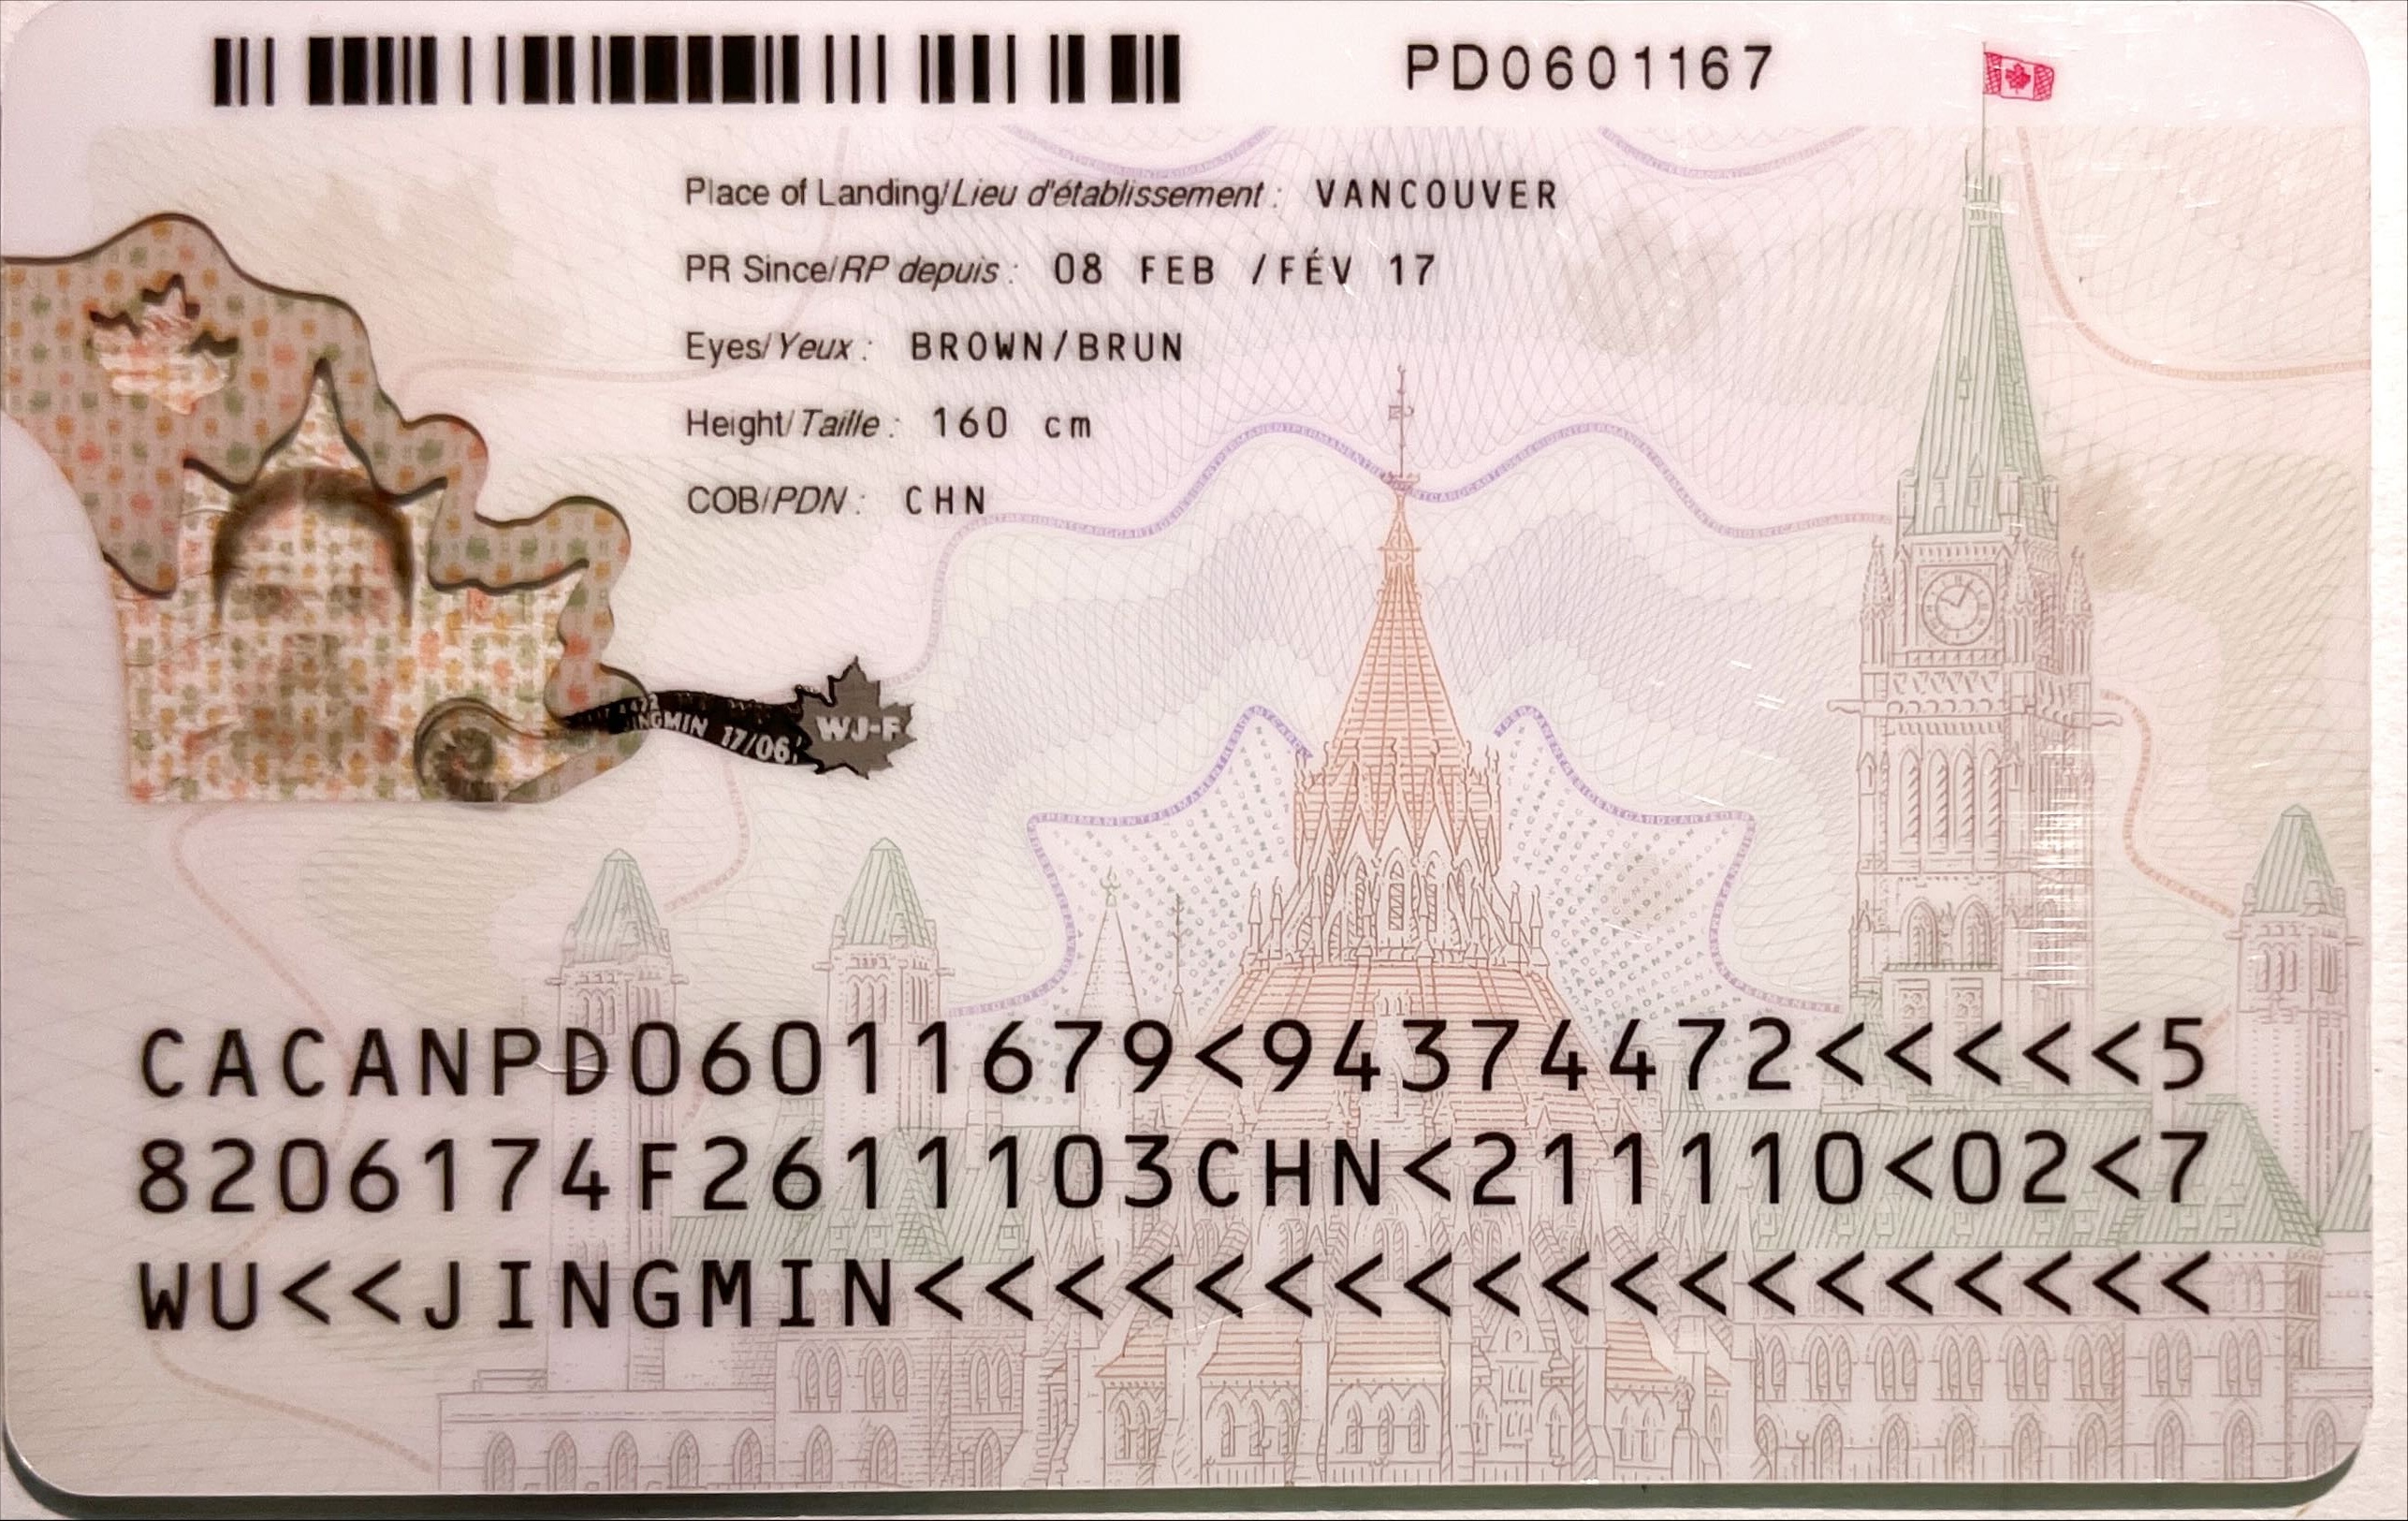 PD0601167
Place of Landing/Lieu d'établissement : VANCOUVER
PR Since/RP depuis : 08 FEB /FÉV 17
Eyes/Yeux : BROWN/BRUN
Height/Taille : 160 cm
COB/PDN : CHN
JINGMIN 17/06
WJ-F
CACANPD06011679<94374472<<<<<5
8206174F2611103CHN<211110<02<7
WU<<JINGMIN<<<<<<<<<<<<<<<<<<<